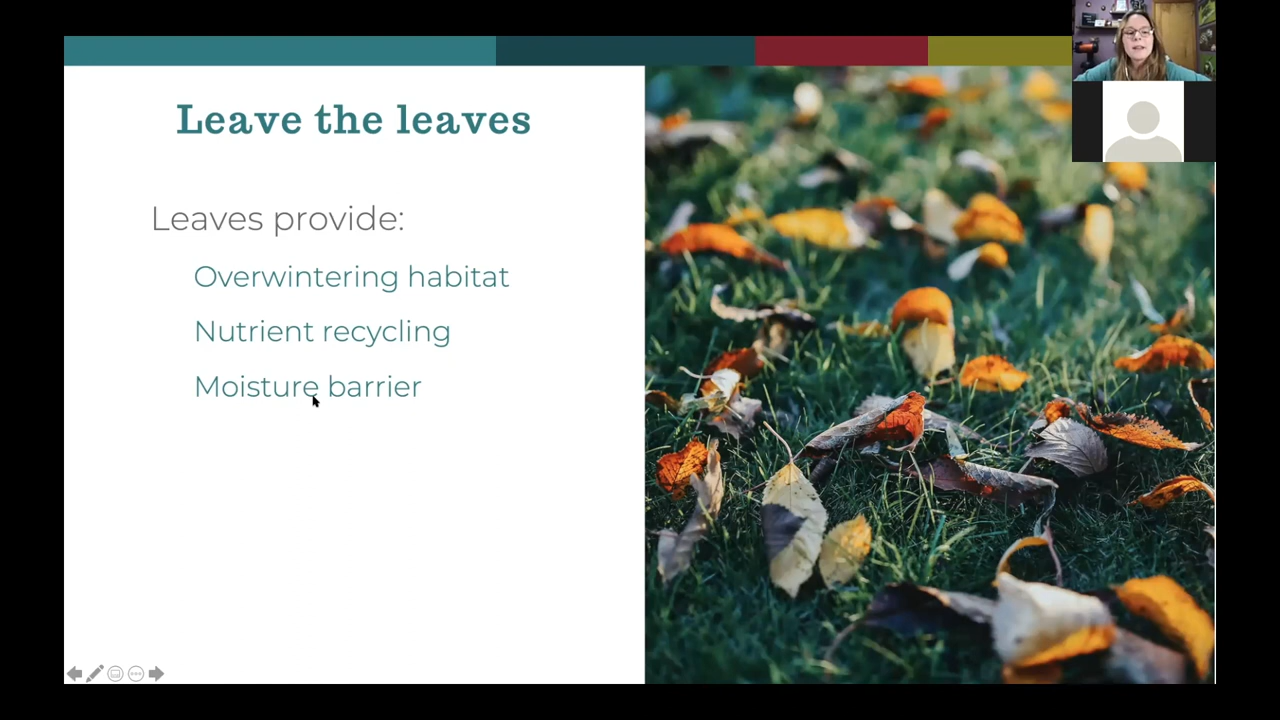 Leave the leaves
Leaves provide:
Overwintering habitat
Nutrient recycling
Moisture barrier